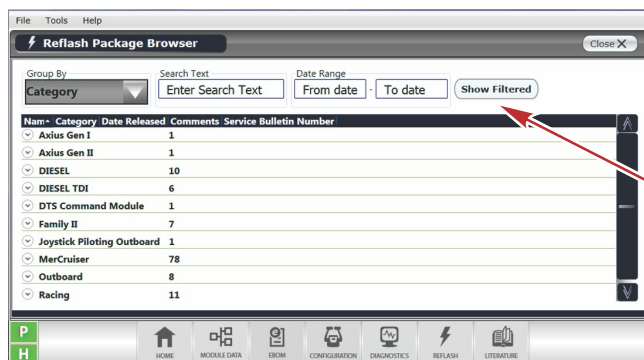 File Tools Help
Reflash Package Browser
Close X
Group By Search Text Date Range
Category Enter Search Text From date - To date Show Filtered
Nam Category Date Released Comments Service Bulletin Number
Axius Gen I 1
Axius Gen II 1
DIESEL 10
DIESEL TDI 6
DTS Command Module 1
Family II 7
Joystick Piloting Outboard 1
MerCruiser 78
Outboard 8
Racing 11
P
H
HOME MODULE DATA EBOM CONFIGURATION DIAGNOSTICS REFLASH LITERATURE